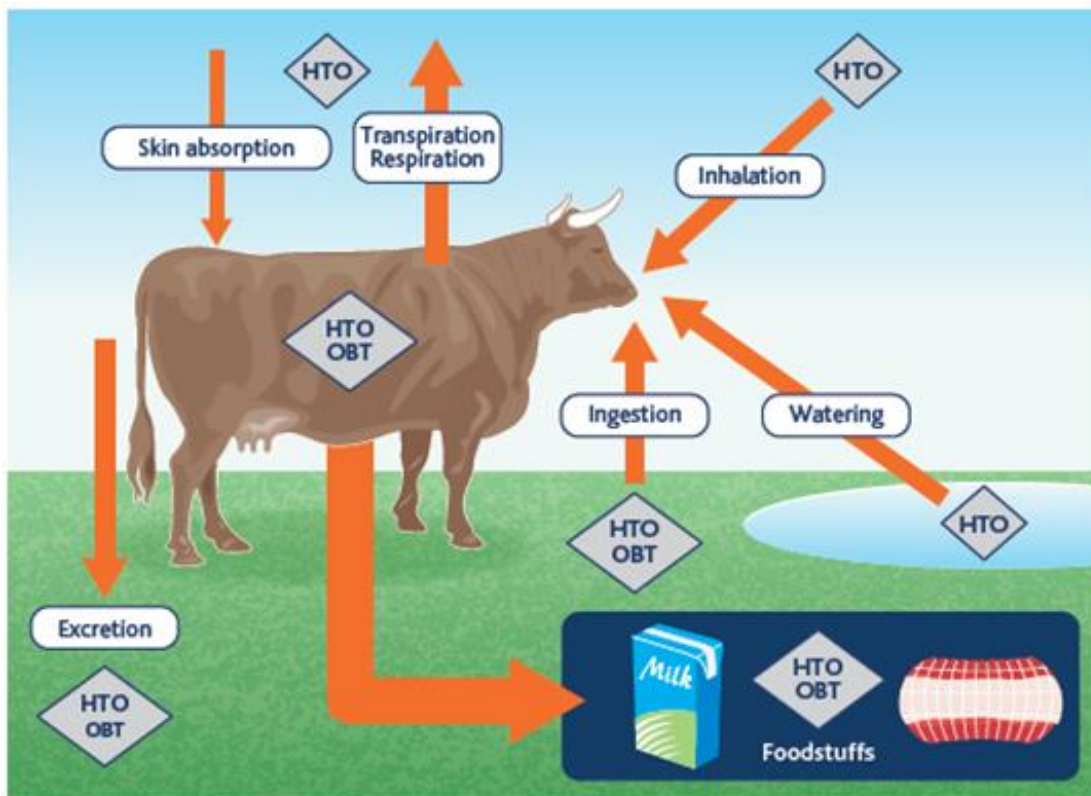 HTO
HTO
Skin absorption
Transpiration
Respiration
Inhalation
HTO
OBT
Ingestion
Watering
HTO
OBT
HTO
Excretion
HTO
OBT
Milk
HTO
OBT
Foodstuffs